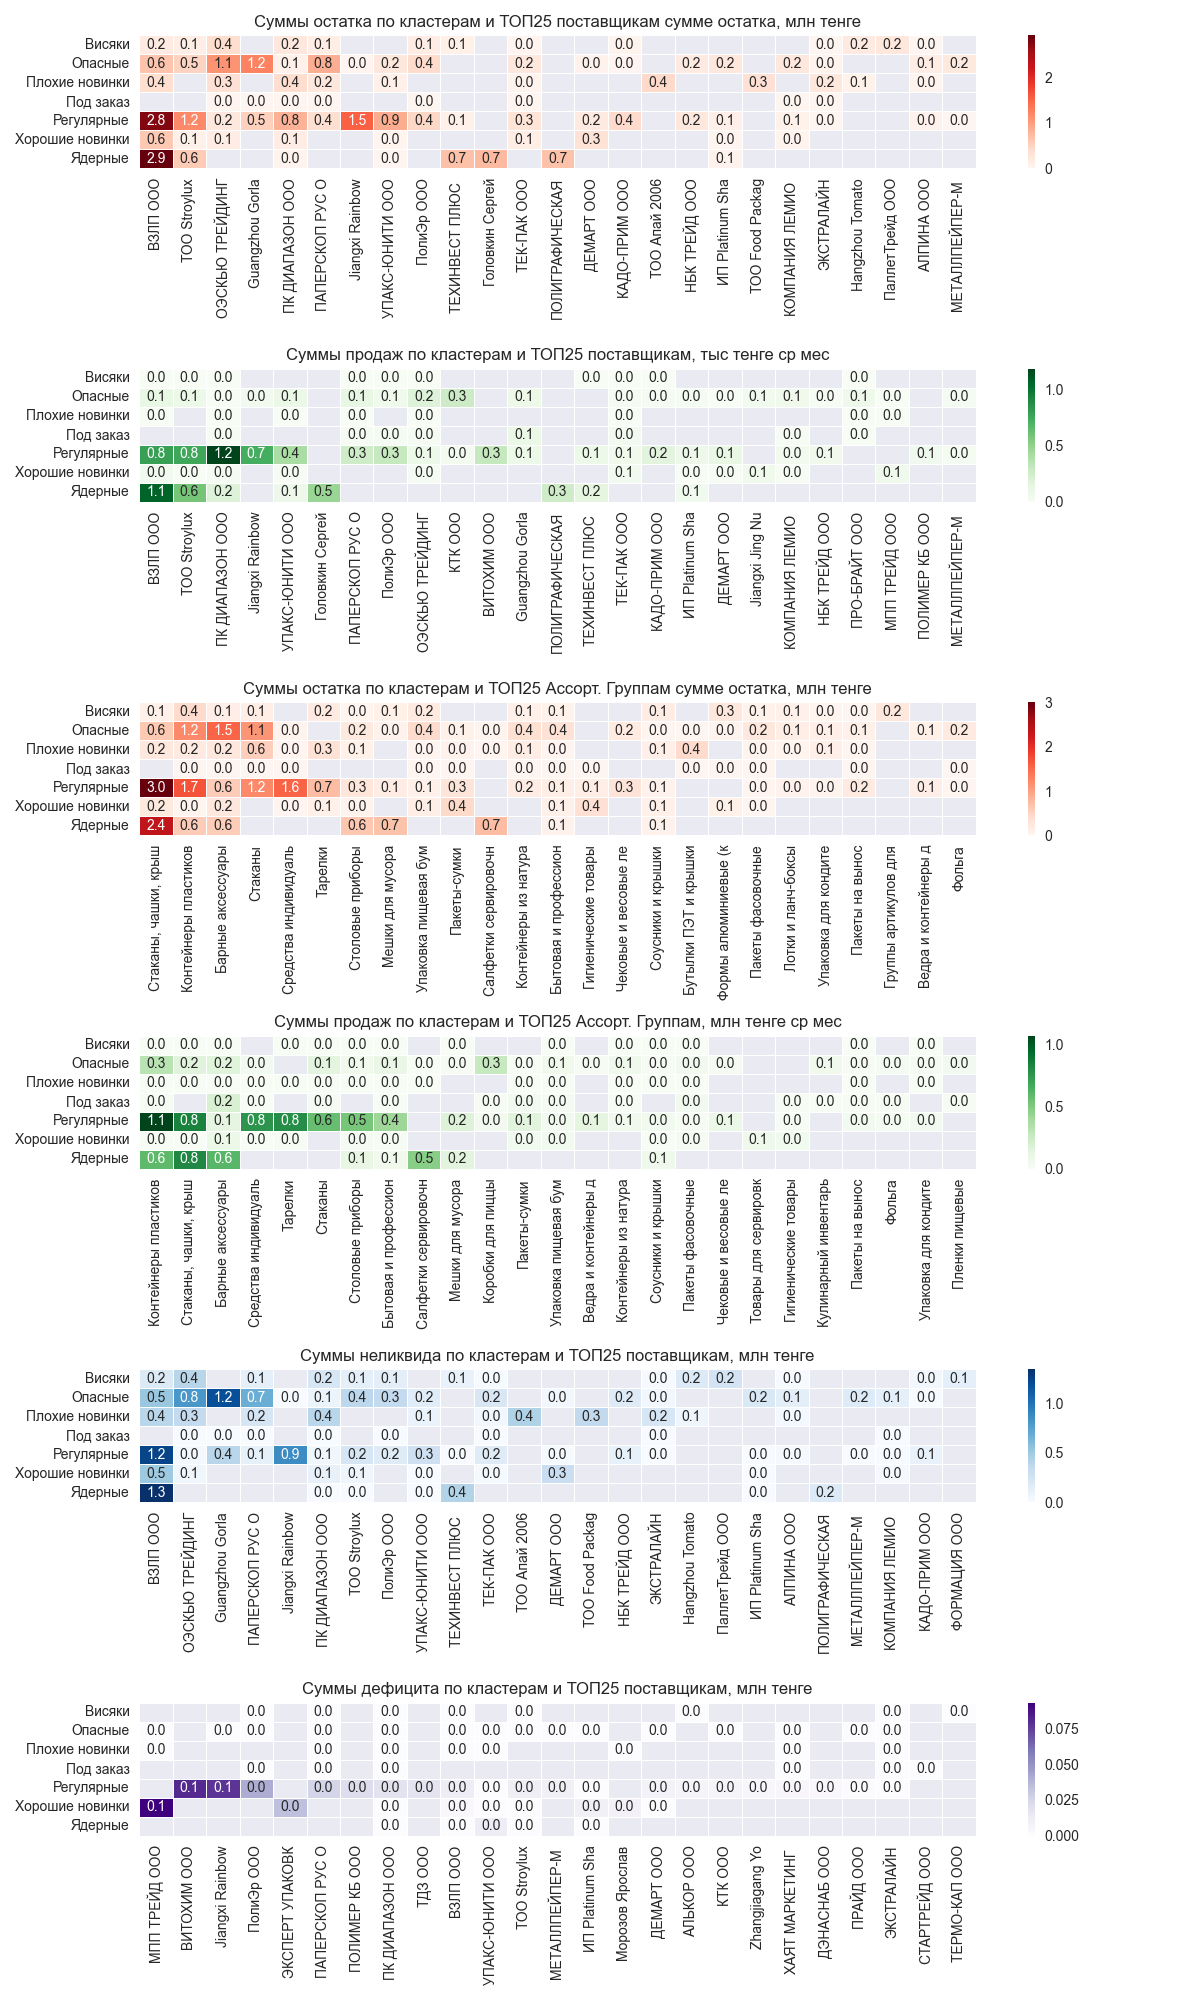 Суммы остатка по кластерам и ТОП25 поставщикам сумме остатка, млн тенге
Висяки 0.2 0.1 0.4 0.2 0.1 0.1 0.1 0.0 0.0 0.0 0.2 0.2 0.0
Опасные 0.6 0.5 1.1 1.2 0.1 0.8 0.0 0.2 0.4 0.2 0.0 0.0 0.2 0.2 0.2 0.0 0.1 0.2
Плохие новинки 0.4 0.3 0.4 0.2 0.1 0.0 0.4 0.3 0.2 0.1 0.0
Под заказ 0.0 0.0 0.0 0.0 0.0 0.0 0.0 0.0
Регулярные 2.8 1.2 0.2 0.5 0.8 0.4 1.5 0.9 0.4 0.1 0.3 0.2 0.4 0.2 0.1 0.1 0.0 0.0 0.0
Хорошие новинки 0.6 0.1 0.1 0.1 0.0 0.1 0.3 0.0 0.0
Ядерные 2.9 0.6 0.0 0.0 0.7 0.7 0.7 0.1
2
1
0
ВЗЛП ООО
ТОО Stroylux
ОЭСКЬЮ ТРЕЙДИНГ
Guangzhou Gorla
ПК ДИАПАЗОН ООО
ПАПЕРСКОП РУС О
Jiangxi Rainbow
УПАКС-ЮНИТИ ООО
ПолиЭр ООО
ТЕХИНВЕСТ ПЛЮС
Головкин Сергей
ТЕК-ПАК ООО
ПОЛИГРАФИЧЕСКАЯ
ДЕМАРТ ООО
КАДО-ПРИМ ООО
ТОО Апай 2006
НБК ТРЕЙД ООО
ИП Platinum Sha
ТОО Food Packag
КОМПАНИЯ ЛЕМИО
ЭКСТРАЛАЙН
Hangzhou Tomato
ПаллетТрейд ООО
АЛПИНА ООО
МЕТАЛЛПЕЙПЕР-М
Суммы продаж по кластерам и ТОП25 поставщикам, тыс тенге ср мес
Висяки 0.0 0.0 0.0 0.0 0.0 0.0 0.0 0.0 0.0 0.0
Опасные 0.1 0.1 0.0 0.0 0.1 0.1 0.1 0.2 0.3 0.1 0.0 0.0 0.0 0.0 0.1 0.1 0.0 0.1 0.0 0.0
Плохие новинки 0.0 0.0 0.0 0.0 0.0 0.0 0.0
Под заказ 0.0 0.0 0.0 0.0 0.1 0.0 0.0 0.0
Регулярные 0.8 0.8 1.2 0.7 0.4 0.3 0.3 0.1 0.0 0.3 0.1 0.1 0.1 0.2 0.1 0.1 0.0 0.1 0.1 0.0
Хорошие новинки 0.0 0.0 0.0 0.0 0.0 0.1 0.0 0.0 0.1 0.0 0.1
Ядерные 1.1 0.6 0.2 0.1 0.5 0.3 0.2 0.1
1.0
0.5
0.0
ВЗЛП ООО
ТОО Stroylux
ПК ДИАПАЗОН ООО
Jiangxi Rainbow
УПАКС-ЮНИТИ ООО
Головкин Сергей
ПАПЕРСКОП РУС О
ПолиЭр ООО
ОЭСКЬЮ ТРЕЙДИНГ
КТК ООО
ВИТОХИМ ООО
Guangzhou Gorla
ПОЛИГРАФИЧЕСКАЯ
ТЕХИНВЕСТ ПЛЮС
ТЕК-ПАК ООО
КАДО-ПРИМ ООО
ИП Platinum Sha
ДЕМАРТ ООО
Jiangxi Jing Nu
КОМПАНИЯ ЛЕМИО
НБК ТРЕЙД ООО
ПРО-БРАЙТ ООО
МПП ТРЕЙД ООО
ПОЛИМЕР КБ ООО
МЕТАЛЛПЕЙПЕР-М
Суммы остатка по кластерам и ТОП25 Ассорт. Группам сумме остатка, млн тенге
Висяки 0.1 0.4 0.1 0.1 0.2 0.0 0.1 0.2 0.1 0.1 0.1 0.3 0.1 0.1 0.0 0.0 0.2
Опасные 0.6 1.2 1.5 1.1 0.0 0.2 0.0 0.4 0.1 0.0 0.4 0.4 0.2 0.0 0.0 0.0 0.2 0.1 0.1 0.1 0.1 0.2
Плохие новинки 0.2 0.2 0.2 0.6 0.0 0.3 0.1 0.0 0.0 0.0 0.1 0.0 0.1 0.4 0.0 0.0 0.1 0.0
Под заказ 0.0 0.0 0.0 0.0 0.0 0.0 0.0 0.0 0.0 0.0 0.0 0.0 0.0 0.0
Регулярные 3.0 1.7 0.6 1.2 1.6 0.7 0.3 0.1 0.1 0.3 0.2 0.1 0.1 0.3 0.1 0.0 0.0 0.0 0.2 0.1 0.0
Хорошие новинки 0.2 0.0 0.2 0.0 0.1 0.0 0.1 0.4 0.1 0.4 0.1 0.1 0.0
Ядерные 2.4 0.6 0.6 0.6 0.7 0.7 0.1 0.1
3
2
1
0
Стаканы, чашки, крыш
Контейнеры пластиков
Барные аксессуары
Стаканы
Средства индивидуаль
Тарелки
Столовые приборы
Мешки для мусора
Упаковка пищевая бум
Пакеты-сумки
Салфетки сервировочн
Контейнеры из натура
Бытовая и профессион
Гигиенические товары
Чековые и весовые ле
Соусники и крышки
Бутылки ПЭТ и крышки
Формы алюминиевые (к
Пакеты фасовочные
Лотки и ланч-боксы
Упаковка для кондите
Пакеты на вынос
Группы артикулов для
Ведра и контейнеры д
Фольга
Суммы продаж по кластерам и ТОП25 Ассорт. Группам, млн тенге ср мес
Висяки 0.0 0.0 0.0 0.0 0.0 0.0 0.0 0.0 0.0 0.0 0.0 0.0 0.0
Опасные 0.3 0.2 0.2 0.0 0.1 0.1 0.1 0.0 0.0 0.3 0.0 0.1 0.0 0.1 0.0 0.0 0.0 0.0 0.1 0.0 0.0 0.0 0.0
Плохие новинки 0.0 0.0 0.0 0.0 0.0 0.0 0.0 0.0 0.0 0.0 0.0 0.0 0.0 0.0 0.0 0.0
Под заказ 0.0 0.2 0.0 0.0 0.0 0.0 0.0 0.0 0.0 0.0 0.0 0.0 0.0 0.0 0.0
Регулярные 1.1 0.8 0.1 0.8 0.8 0.6 0.5 0.4 0.2 0.0 0.1 0.0 0.1 0.1 0.0 0.0 0.1 0.0 0.0 0.0 0.0
Хорошие новинки 0.0 0.0 0.1 0.0 0.0 0.0 0.0 0.0 0.0 0.0 0.0 0.1 0.0
Ядерные 0.6 0.8 0.6 0.1 0.1 0.5 0.2 0.1
1.0
0.5
0.0
Контейнеры пластиков
Стаканы, чашки, крыш
Барные аксессуары
Средства индивидуаль
Тарелки
Стаканы
Столовые приборы
Бытовая и профессион
Салфетки сервировочн
Мешки для мусора
Коробки для пиццы
Пакеты-сумки
Упаковка пищевая бум
Ведра и контейнеры д
Контейнеры из натура
Соусники и крышки
Пакеты фасовочные
Чековые и весовые ле
Товары для сервировк
Гигиенические товары
Кулинарный инвентарь
Пакеты на вынос
Фольга
Упаковка для кондите
Пленки пищевые
Суммы неликвида по кластерам и ТОП25 поставщикам, млн тенге
Висяки 0.2 0.4 0.1 0.2 0.1 0.1 0.1 0.0 0.0 0.2 0.2 0.0 0.1
Опасные 0.5 0.8 1.2 0.7 0.0 0.1 0.4 0.3 0.2 0.2 0.0 0.2 0.0 0.2 0.1 0.2 0.1 0.0
Плохие новинки 0.4 0.3 0.2 0.4 0.1 0.0 0.4 0.3 0.2 0.1 0.0
Под заказ 0.0 0.0 0.0 0.0 0.0 0.0 0.0 0.0
Регулярные 1.2 0.0 0.4 0.1 0.9 0.1 0.2 0.2 0.3 0.0 0.2 0.0 0.1 0.0 0.0 0.0 0.0 0.0 0.1
Хорошие новинки 0.5 0.1 0.1 0.1 0.0 0.0 0.3 0.0 0.0
Ядерные 1.3 0.0 0.0 0.0 0.4 0.0 0.2
1.0
0.5
0.0
ВЗЛП ООО
ОЭСКЬЮ ТРЕЙДИНГ
Guangzhou Gorla
ПАПЕРСКОП РУС О
Jiangxi Rainbow
ПК ДИАПАЗОН ООО
ТОО Stroylux
ПолиЭр ООО
УПАКС-ЮНИТИ ООО
ТЕХИНВЕСТ ПЛЮС
ТЕК-ПАК ООО
ТОО Апай 2006
ДЕМАРТ ООО
ТОО Food Packag
НБК ТРЕЙД ООО
ЭКСТРАЛАЙН
Hangzhou Tomato
ПаллетТрейд ООО
ИП Platinum Sha
АЛПИНА ООО
ПОЛИГРАФИЧЕСКАЯ
МЕТАЛЛПЕЙПЕР-М
КОМПАНИЯ ЛЕМИО
КАДО-ПРИМ ООО
ФОРМАЦИЯ ООО
Суммы дефицита по кластерам и ТОП25 поставщикам, млн тенге
Висяки 0.0 0.0 0.0 0.0 0.0 0.0 0.0
Опасные 0.0 0.0 0.0 0.0 0.0 0.0 0.0 0.0 0.0 0.0 0.0 0.0 0.0 0.0 0.0
Плохие новинки 0.0 0.0 0.0 0.0 0.0 0.0 0.0 0.0
Под заказ 0.0 0.0 0.0 0.0 0.0 0.0
Регулярные 0.1 0.1 0.0 0.0 0.0 0.0 0.0 0.0 0.0 0.0 0.0 0.0 0.0 0.0 0.0 0.0 0.0 0.0 0.0 0.0
Хорошие новинки 0.1 0.0 0.0 0.0 0.0 0.0 0.0 0.0 0.0
Ядерные 0.0 0.0 0.0 0.0 0.0
0.075
0.050
0.025
0.000
МПП ТРЕЙД ООО
ВИТОХИМ ООО
Jiangxi Rainbow
ПолиЭр ООО
ЭКСПЕРТ УПАКОВК
ПАПЕРСКОП РУС О
ПОЛИМЕР КБ ООО
ПК ДИАПАЗОН ООО
ТДЗ ООО
ВЗЛП ООО
УПАКС-ЮНИТИ ООО
ТОО Stroylux
МЕТАЛЛПЕЙПЕР-М
ИП Platinum Sha
Морозов Ярослав
ДЕМАРТ ООО
АЛЬКОР ООО
КТК ООО
Zhangjiagang Yo
ХАЯТ МАРКЕТИНГ
ДЭНАСНАБ ООО
ПРАЙД ООО
ЭКСТРАЛАЙН
СТАРТРЕЙД ООО
ТЕРМО-КАП ООО